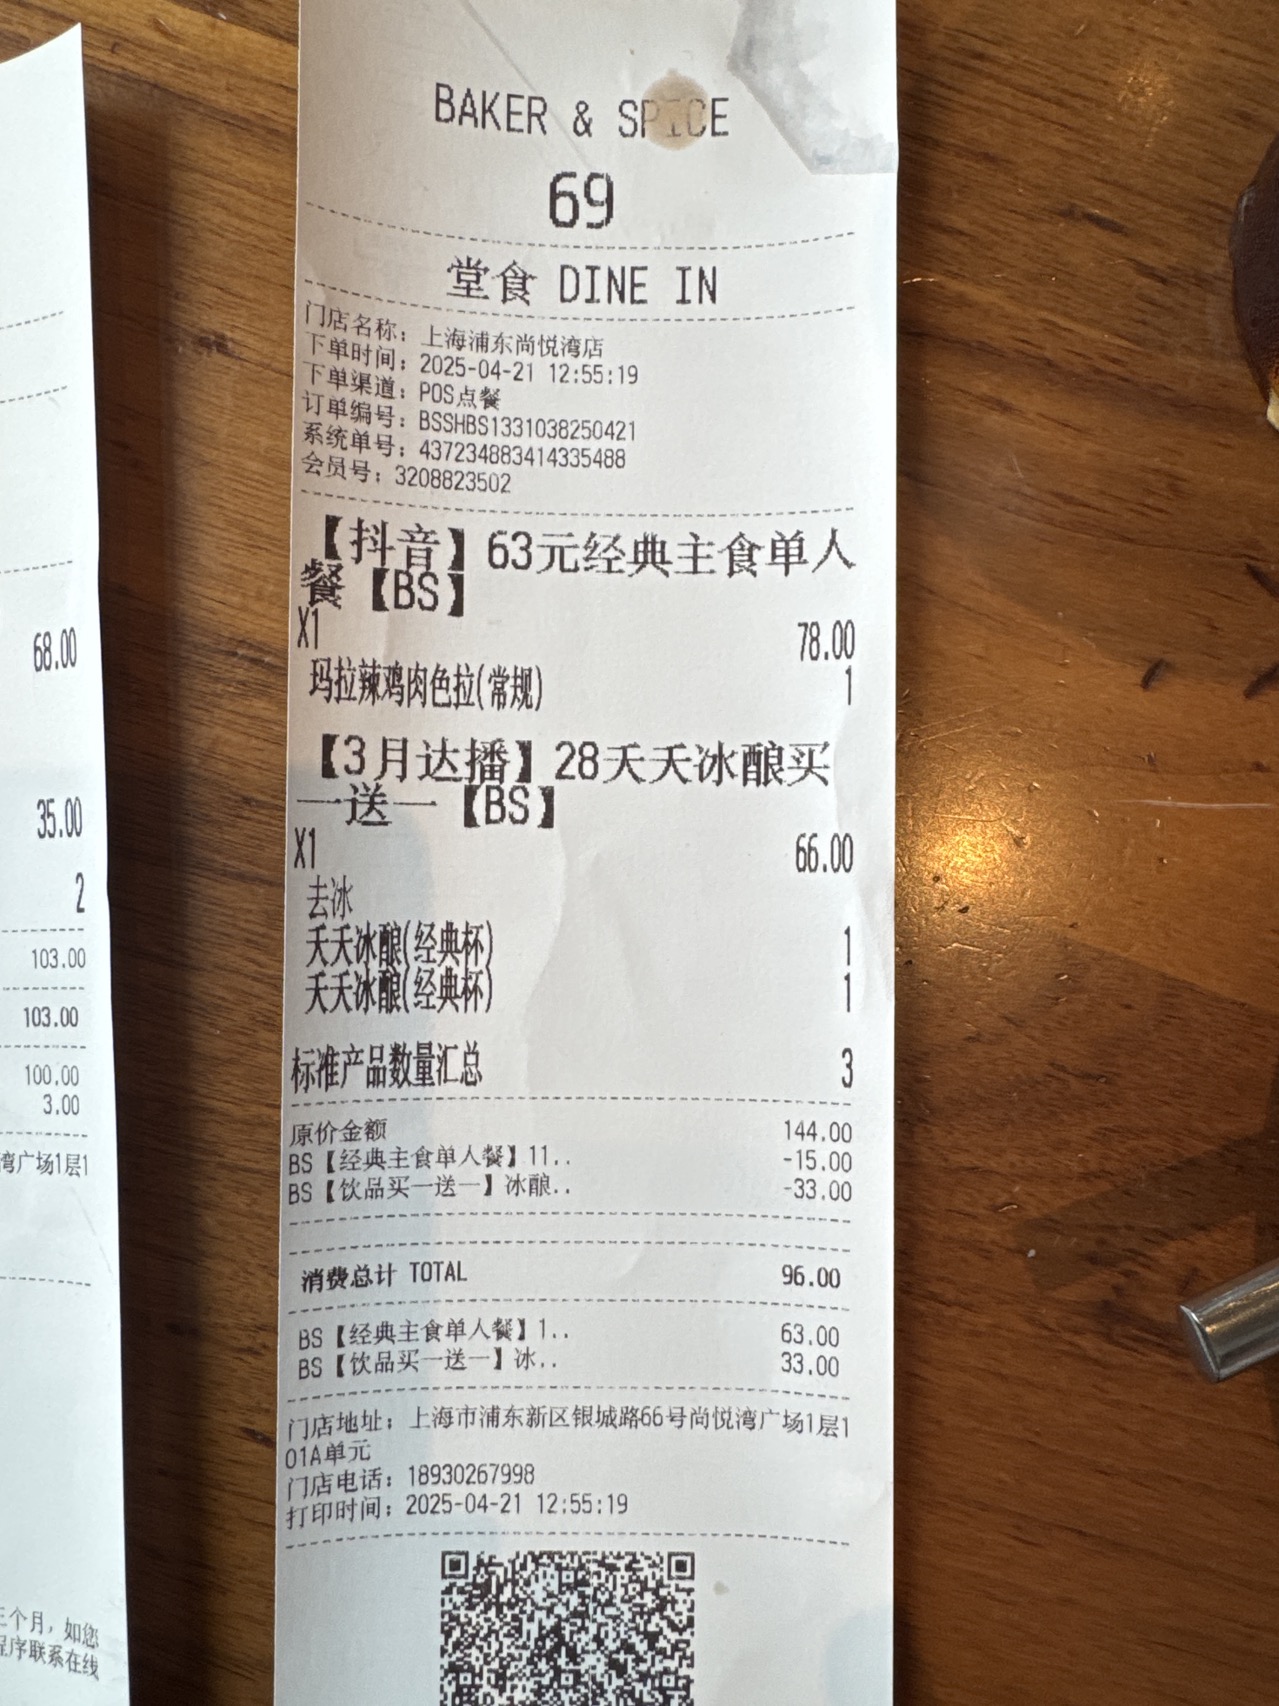 BAKER & SPICE
69
堂食 DINE IN
门店名称：上海浦东尚悦湾店
下单时间：2025-04-21 12:55:19
下单渠道：POS点餐
订单编号：BSSHBS1331038250421
系统单号：437234883414335488
会员号：3208823502
【抖音】63元经典主食单人
餐【BS】
X1 78.00
玛拉辣鸡肉色拉(常规) 1
【3月达播】28夭夭冰酿买
一送一【BS】
X1 66.00
去冰
夭夭冰酿(经典杯) 1
夭夭冰酿(经典杯) 1
标准产品数量汇总 3
原价金额 144.00
BS【经典主食单人餐】11.. -15.00
BS【饮品买一送一】冰酿.. -33.00
消费总计 TOTAL 96.00
BS【经典主食单人餐】1.. 63.00
BS【饮品买一送一】冰.. 33.00
门店地址：上海市浦东新区银城路66号尚悦湾广场1层1
01A单元
门店电话：18930267998
打印时间：2025-04-21 12:55:19
68.00
35.00
2
103.00
103.00
100.00
3.00
湾广场1层1
三个月，如您
程序联系在线